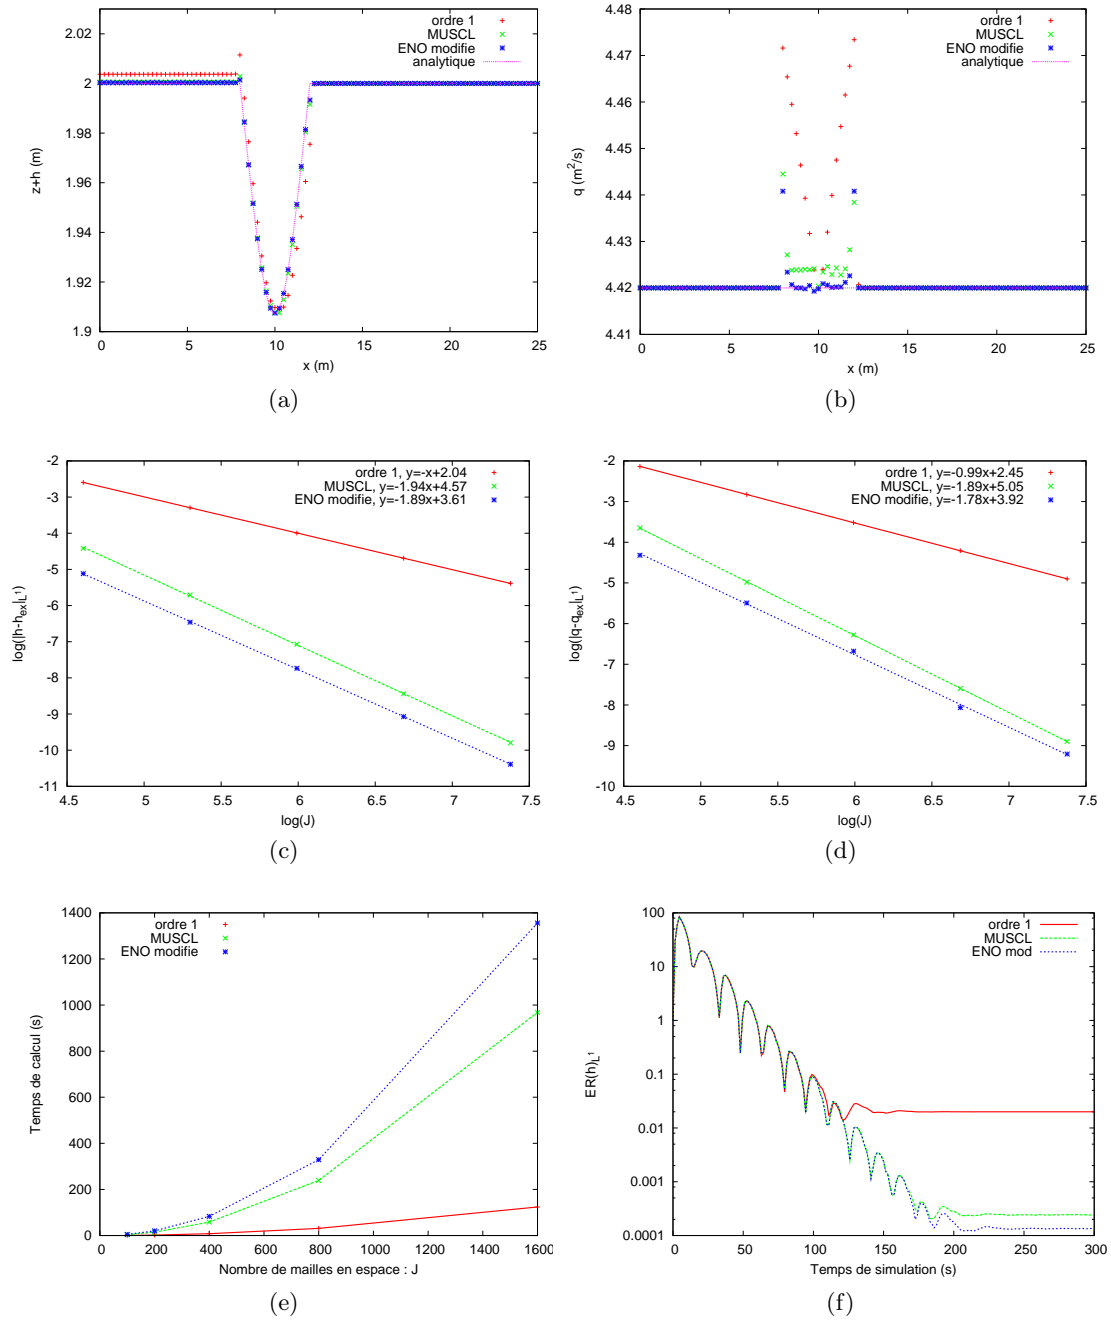 ordre 1
MUSCL
ENO modifie
analytique
z+h (m)
2.02
2
1.98
1.96
1.94
1.92
1.9
0 5 10 15 20 25
x (m)
(a)
ordre 1
MUSCL
ENO modifie
analytique
q (m²/s)
4.48
4.47
4.46
4.45
4.44
4.43
4.42
4.41
0 5 10 15 20 25
x (m)
(b)
ordre 1, y=-x+2.04
MUSCL, y=-1.94x+4.57
ENO modifie, y=-1.89x+3.61
log(|h-h_ex|_L¹)
-2
-3
-4
-5
-6
-7
-8
-9
-10
-11
4.5 5 5.5 6 6.5 7 7.5
log(J)
(c)
ordre 1, y=-0.99x+2.45
MUSCL, y=-1.89x+5.05
ENO modifie, y=-1.78x+3.92
log(|q-q_ex|_L¹)
-2
-3
-4
-5
-6
-7
-8
-9
-10
4.5 5 5.5 6 6.5 7 7.5
log(J)
(d)
ordre 1
MUSCL
ENO modifie
Temps de calcul (s)
1400
1200
1000
800
600
400
200
0
0 200 400 600 800 1000 1200 1400 1600
Nombre de mailles en espace : J
(e)
ordre 1
MUSCL
ENO mod
ER(h)_L¹
100
10
1
0.1
0.01
0.001
0.0001
0 50 100 150 200 250 300
Temps de simulation (s)
(f)